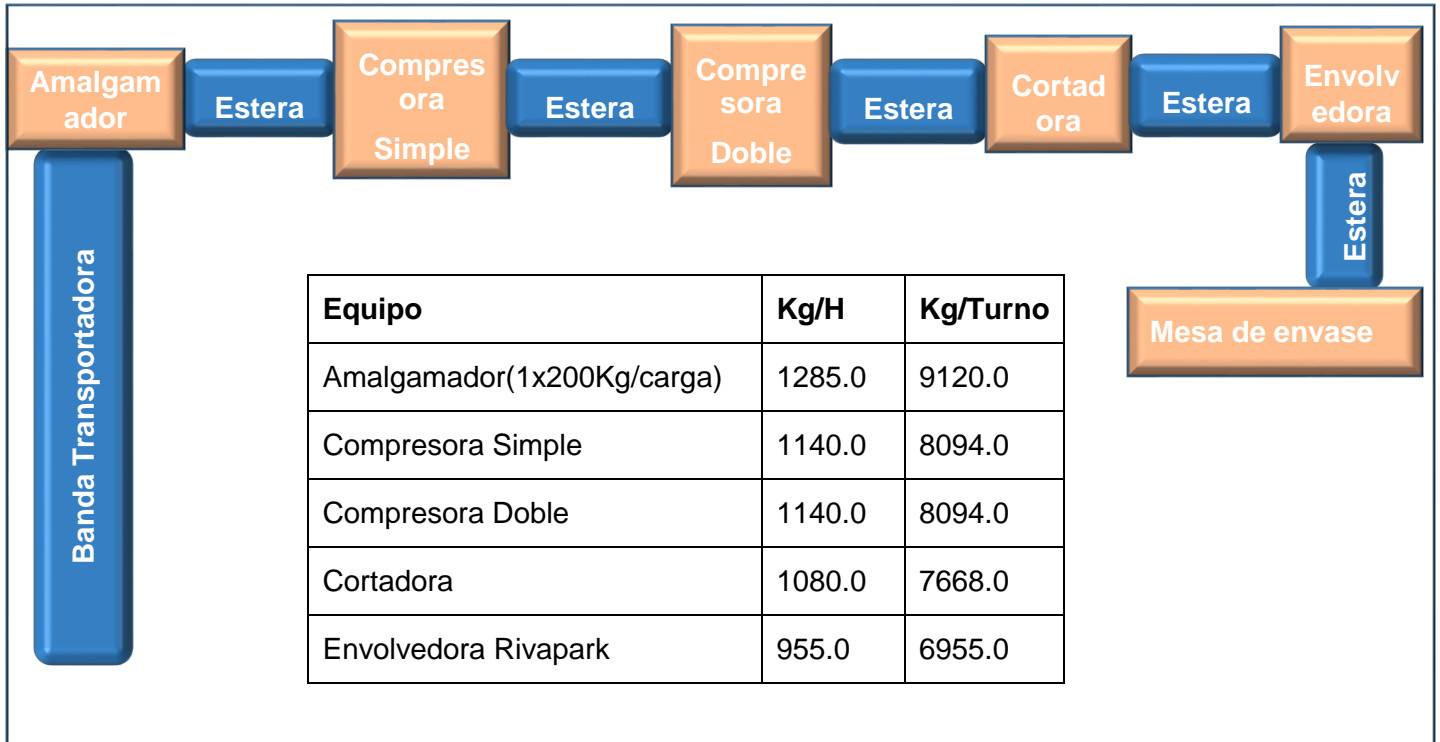 Amalgam
ador
Estera
Compres
ora
Simple
Estera
Compre
sora
Doble
Estera
Cortad
ora
Estera
Envolv
edora
Estera
Mesa de envase
Banda Transportadora
Equipo Kg/H Kg/Turno
Amalgamador(1x200Kg/carga) 1285.0 9120.0
Compresora Simple 1140.0 8094.0
Compresora Doble 1140.0 8094.0
Cortadora 1080.0 7668.0
Envolvedora Rivapark 955.0 6955.0